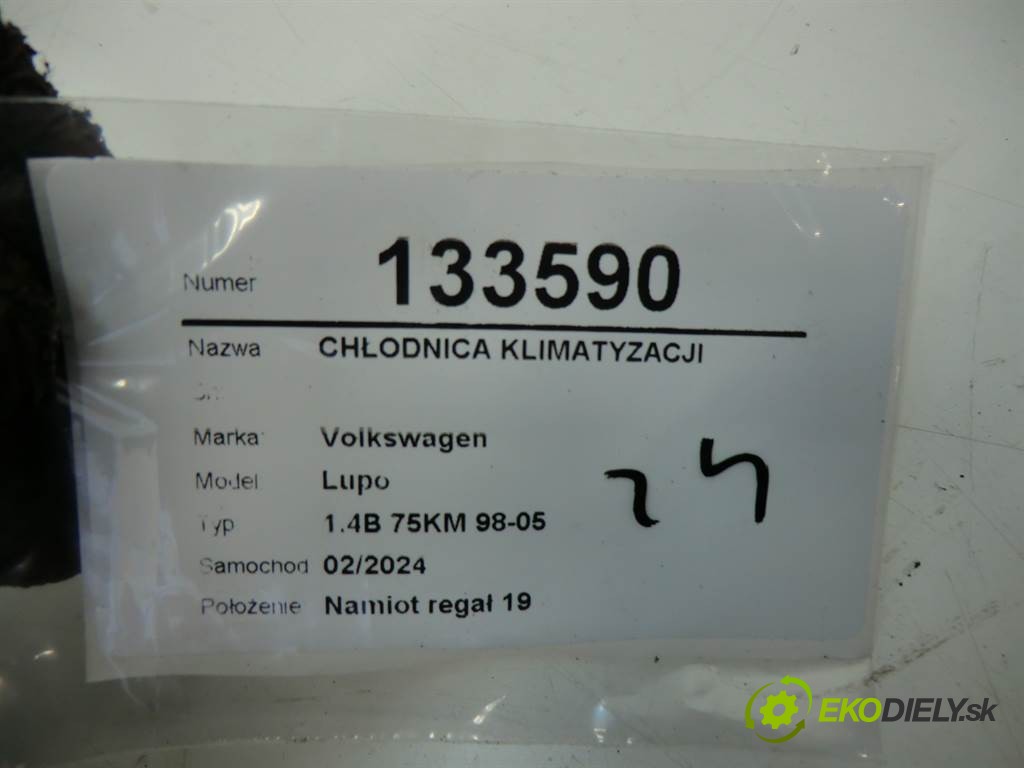 Numer 133590
Nazwa CHŁODNICA KLIMATYZACJI
Marka Volkswagen
Model Lupo
Typ 1.4B 75KM 98-05
Samochod 02/2024
Położenie Namiot regał 19
24
EKODIELY.sk